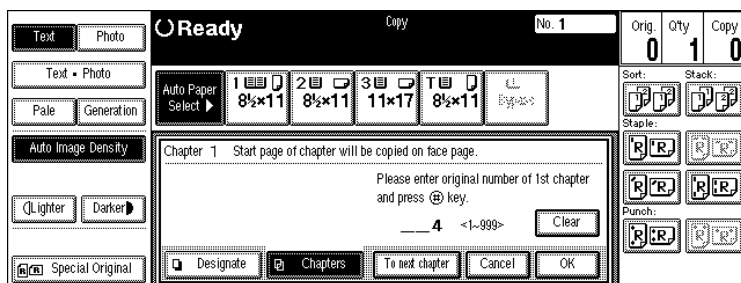 Text
Photo
Text • Photo
Pale
Generation
Auto Image Density
Lighter
Darker
Special Original
Ready
Copy
No. 1
Auto Paper
Select ▶
1
8½×11
2
8½×11
3
11×17
T
8½×11
Bypass
Chapter 1 Start page of chapter will be copied on face page.
Please enter original number of 1st chapter
and press # key.
__4 <1~999>
Clear
Designate
Chapters
To next chapter
Cancel
OK
Orig. Q'ty Copy
0 1 0
Sort: Stack:
Staple:
Punch: